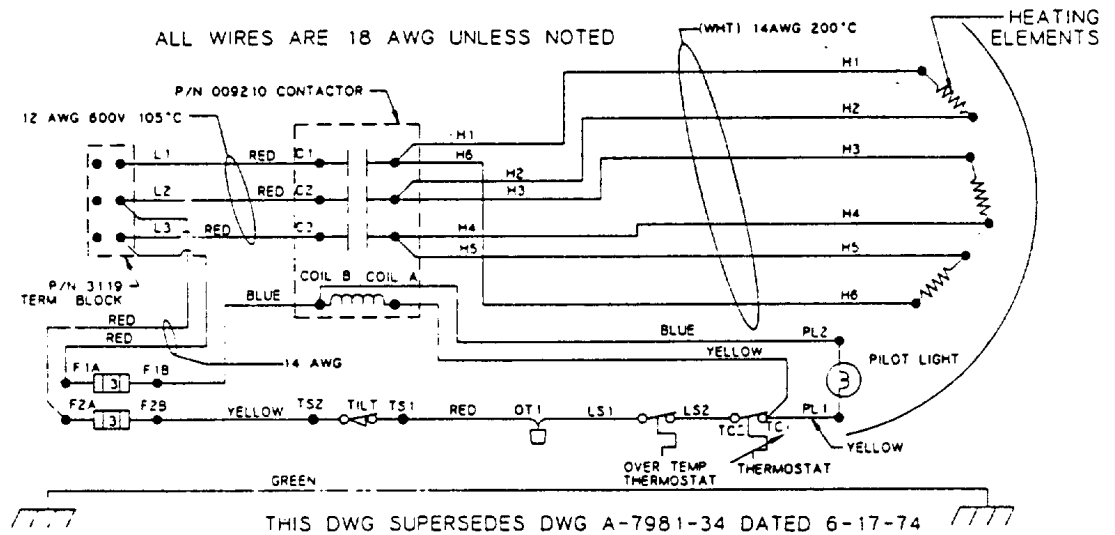 HEATING
ELEMENTS
(WHT) 14AWG 200°C
ALL WIRES ARE 18 AWG UNLESS NOTED
H1
P/N 009210 CONTACTOR
12 AWG 600V 105°C
H2
H1
L1 RED C1
H6
H3
H2
L2 RED C2
H3
L3 RED
H4
H4
H5
H5
COIL B COIL A
P/N 3119
TERM BLOCK
BLUE
H6
RED
RED
BLUE
PL2
YELLOW
14 AWG
PILOT LIGHT
F1A 3 F1B
F2A 3 F2B
YELLOW
TS2 TILT TS1
RED
OT1
LS1 LS2
PL1
YELLOW
OVER TEMP
THERMOSTAT
THERMOSTAT
GREEN
THIS DWG SUPERSEDES DWG A-7981-34 DATED 6-17-74